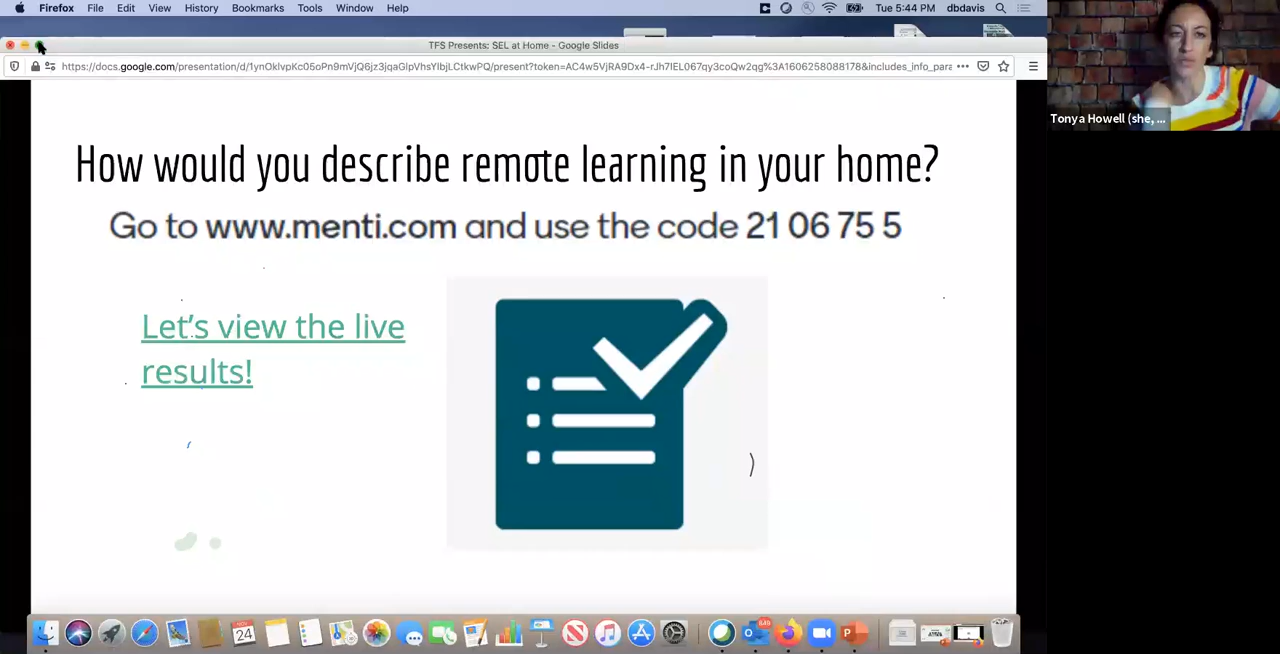 Firefox File Edit View History Bookmarks Tools Window Help Tue 5:44 PM dbdavis
TFS Presents: SEL at Home - Google Slides
Tonya Howell (she, ...
How would you describe remote learning in your home?
Go to www.menti.com and use the code 21 06 75 5
Let's view the live
results!
NOV
24